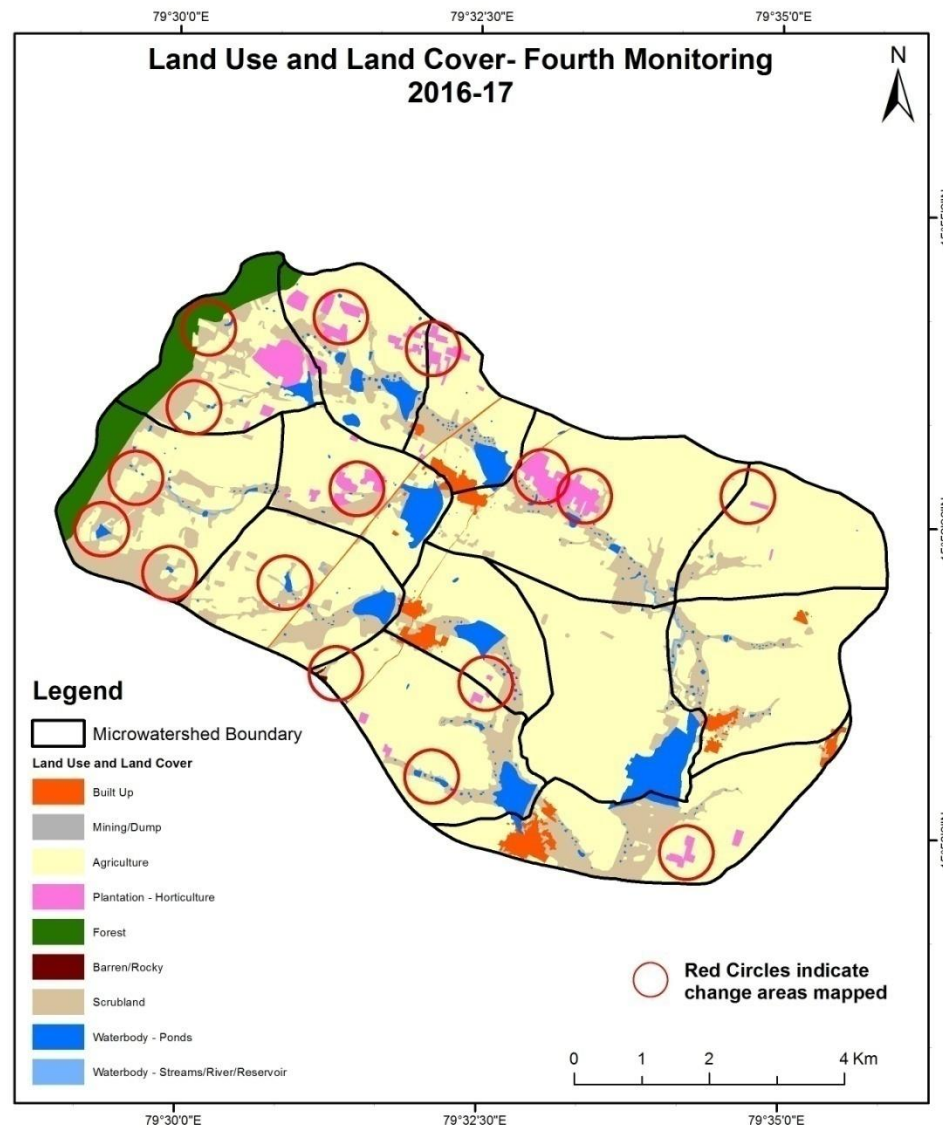 79°30'0"E
79°32'30"E
79°35'0"E
Land Use and Land Cover- Fourth Monitoring
2016-17
N
Legend
Microwatershed Boundary
Land Use and Land Cover
Built Up
Mining/Dump
Agriculture
Plantation - Horticulture
Forest
Barren/Rocky
Scrubland
Waterbody - Ponds
Waterbody - Streams/River/Reservoir
Red Circles indicate
change areas mapped
0 1 2 4 Km
79°30'0"E
79°32'30"E
79°35'0"E